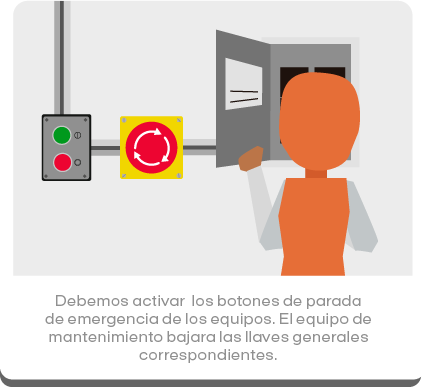 Debemos activar los botones de parada
de emergencia de los equipos. El equipo de
mantenimiento bajara las llaves generales
correspondientes.